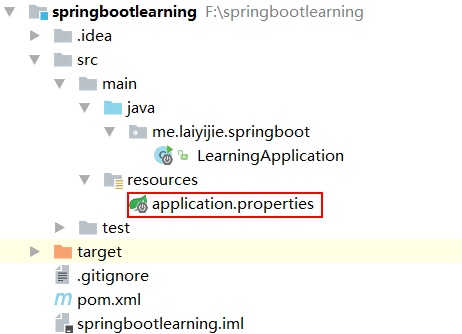 springbootlearning F:\springbootlearning
.idea
src
main
java
me.laiyijie.springboot
LearningApplication
resources
application.properties
test
target
.gitignore
pom.xml
springbootlearning.iml